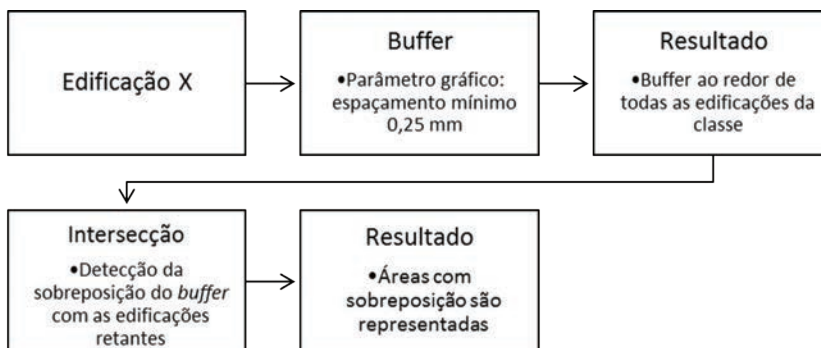 Edificação X
Buffer
•Parâmetro gráfico:
espaçamento mínimo
0,25 mm
Resultado
•Buffer ao redor de
todas as edificações da
classe
Intersecção
•Detecção da
sobreposição do buffer
com as edificações
retantes
Resultado
•Áreas com
sobreposição são
representadas